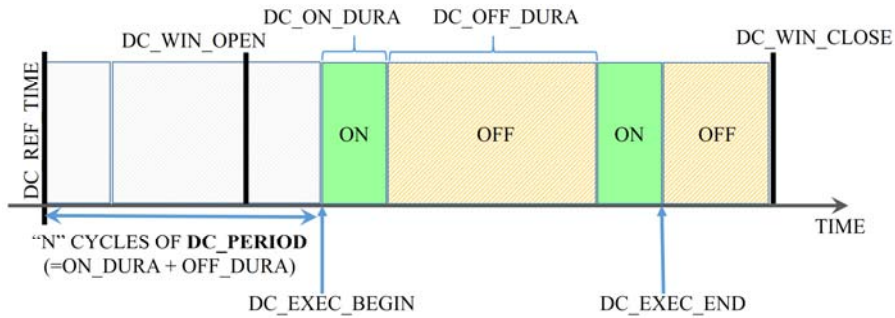 DC_ON_DURA
DC_OFF_DURA
DC_WIN_OPEN
DC_WIN_CLOSE
DC REF TIME
ON
OFF
ON
OFF
TIME
“N” CYCLES OF DC_PERIOD
(=ON_DURA + OFF_DURA)
DC_EXEC_BEGIN
DC_EXEC_END